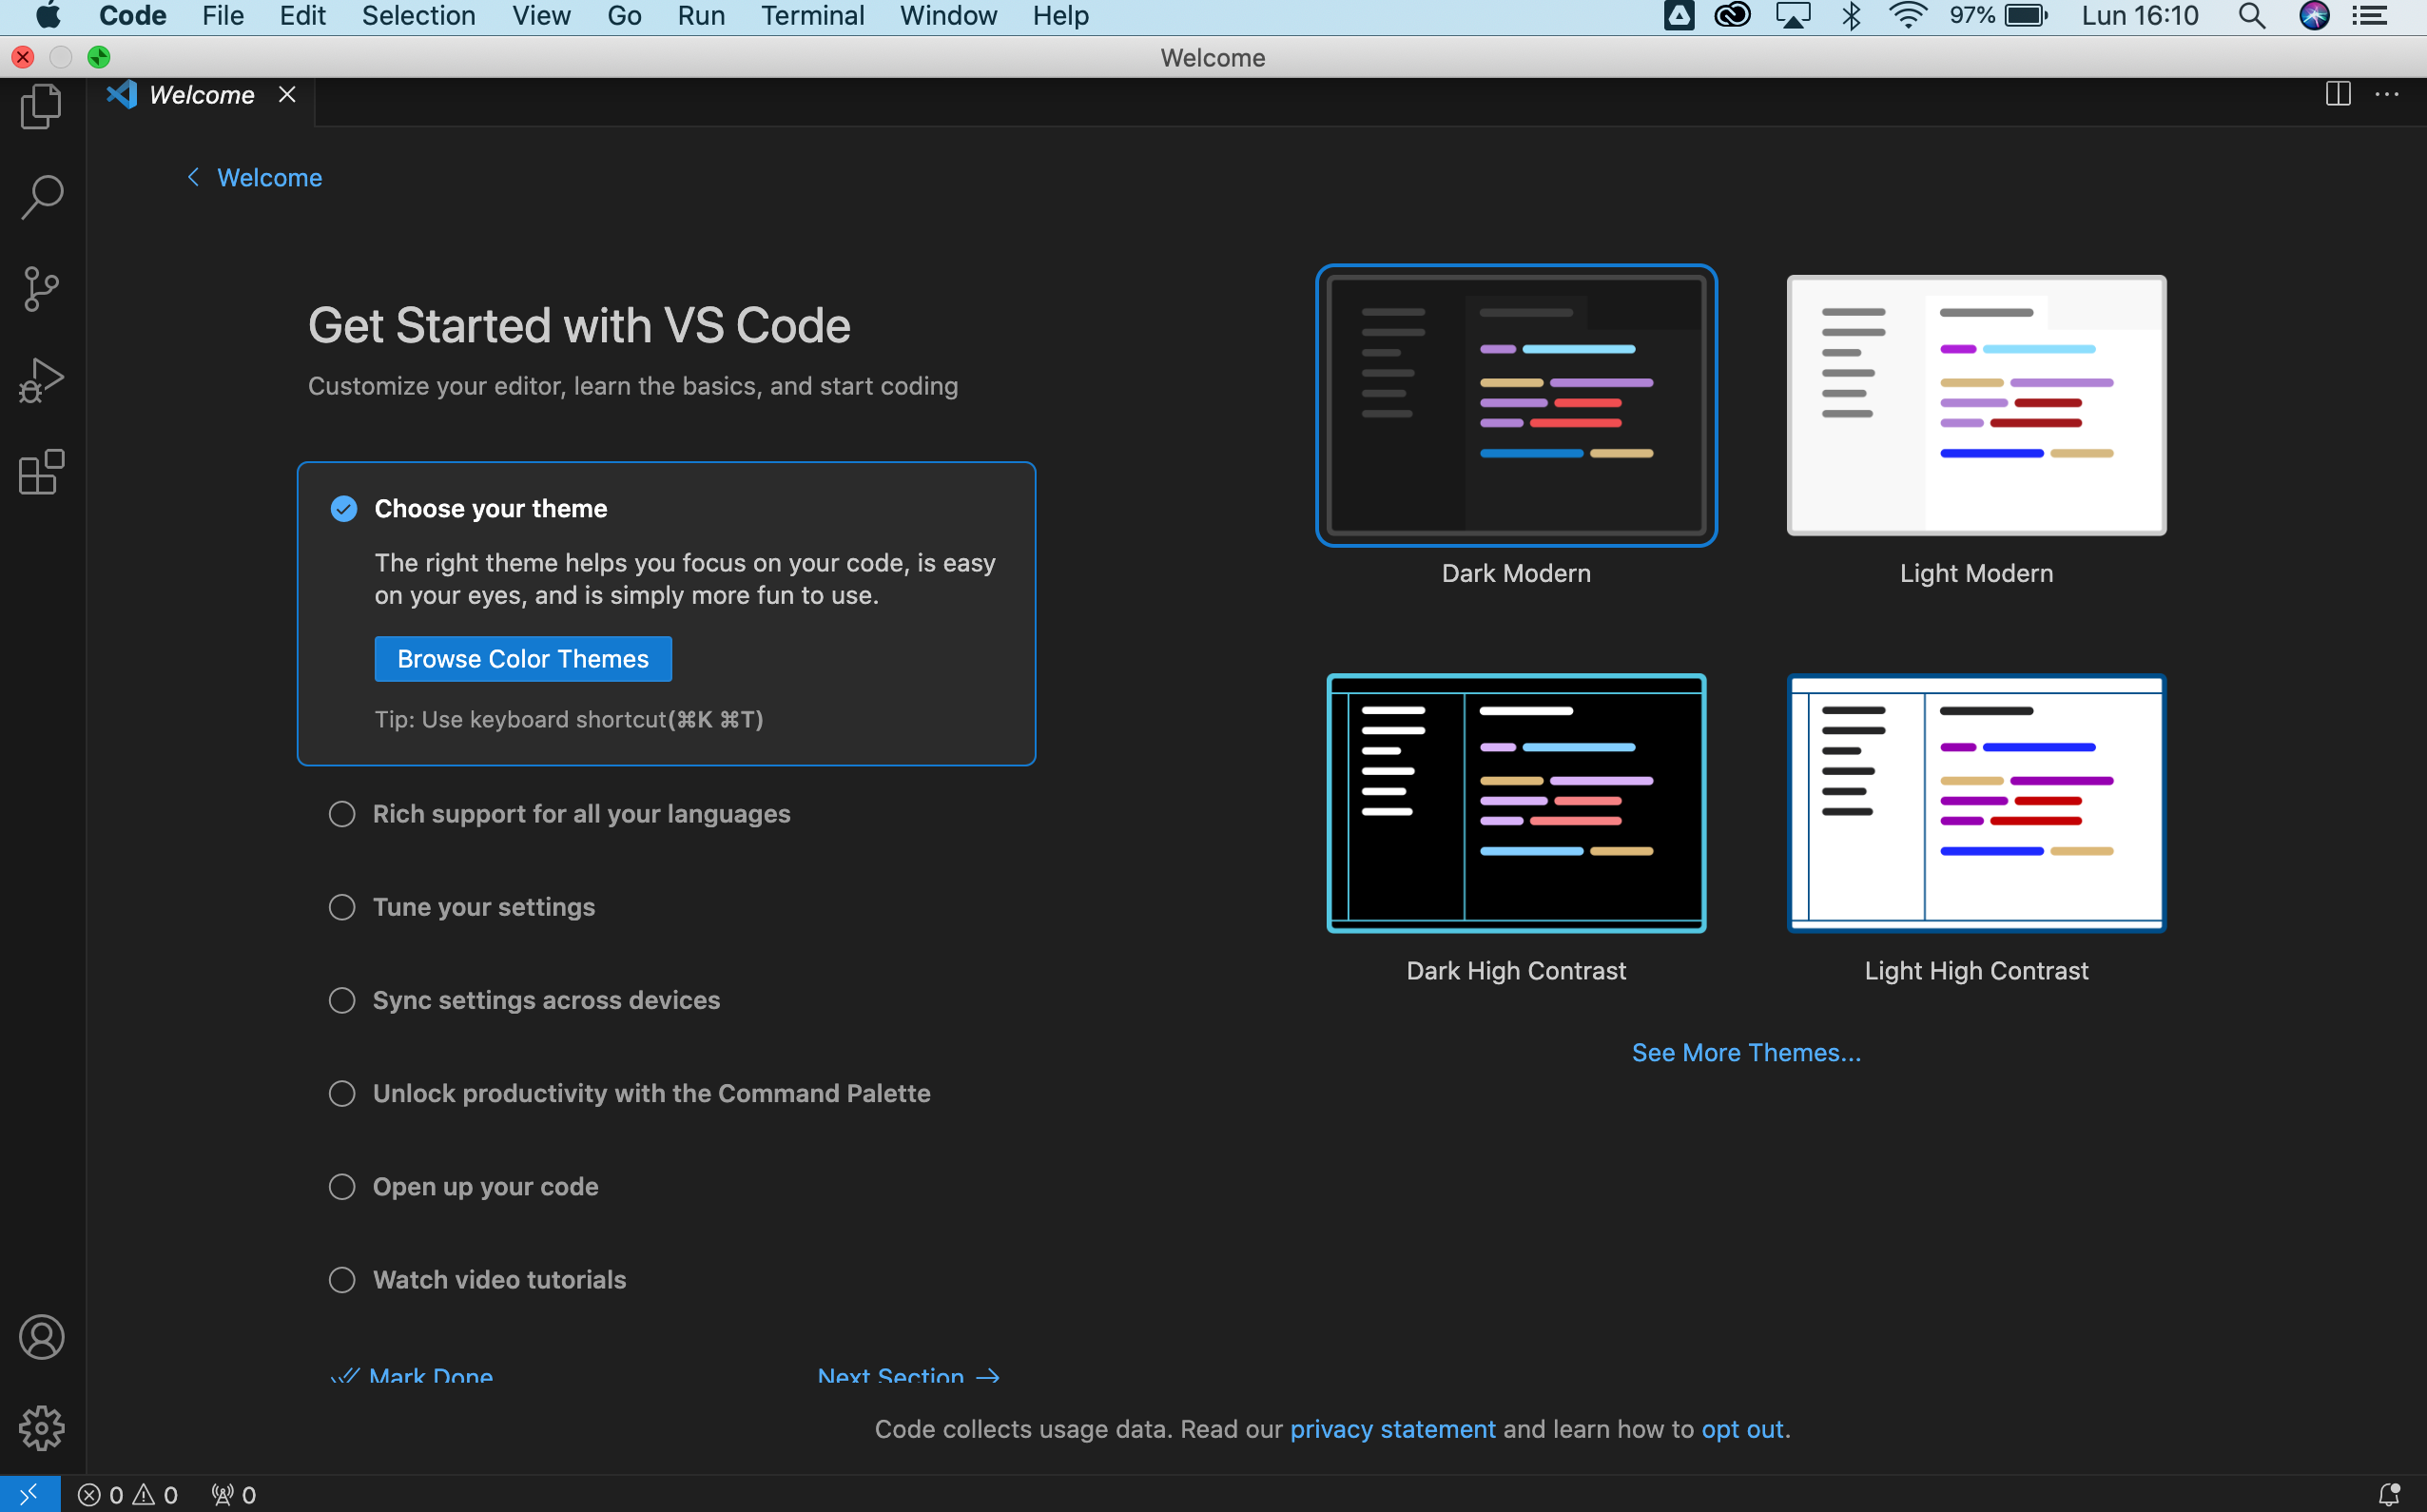 Code File Edit Selection View Go Run Terminal Window Help 97% Lun 16:10
Welcome
Welcome
Welcome
Get Started with VS Code
Customize your editor, learn the basics, and start coding
Choose your theme
The right theme helps you focus on your code, is easy
on your eyes, and is simply more fun to use.
Browse Color Themes
Tip: Use keyboard shortcut(⌘K ⌘T)
Rich support for all your languages
Tune your settings
Sync settings across devices
Unlock productivity with the Command Palette
Open up your code
Watch video tutorials
Mark Done
Next Section
Dark Modern
Light Modern
Dark High Contrast
Light High Contrast
See More Themes...
Code collects usage data. Read our privacy statement and learn how to opt out.
0 0 0